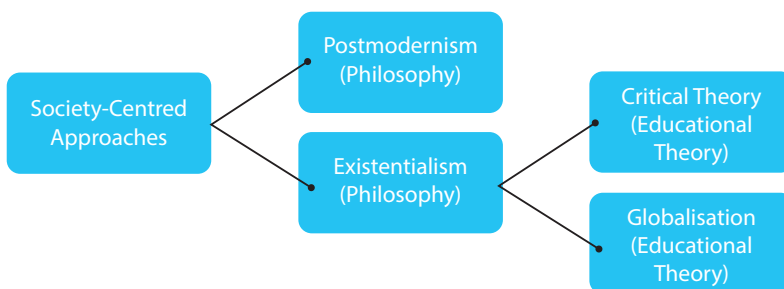 Society-Centred
Approaches
Postmodernism
(Philosophy)
Existentialism
(Philosophy)
Critical Theory
(Educational
Theory)
Globalisation
(Educational
Theory)